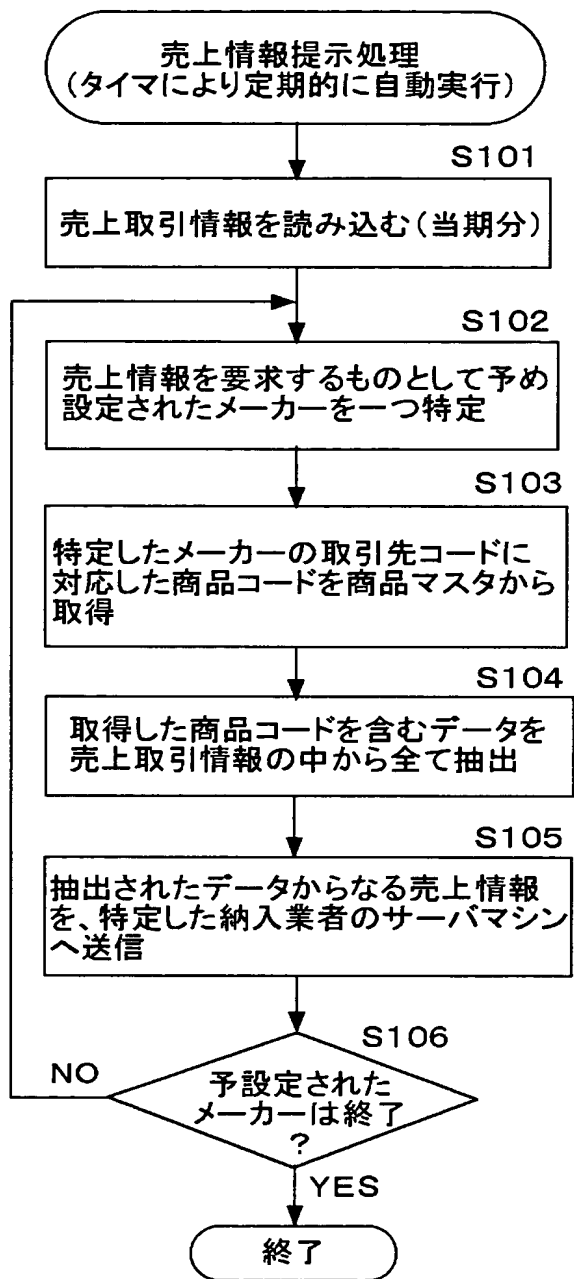 売上情報提示処理
(タイマにより定期的に自動実行)
S101
売上取引情報を読み込む(当期分)
S102
売上情報を要求するものとして予め
設定されたメーカーを一つ特定
S103
特定したメーカーの取引先コードに
対応した商品コードを商品マスタから
取得
S104
取得した商品コードを含むデータを
売上取引情報の中から全て抽出
S105
抽出されたデータからなる売上情報
を、特定した納入業者のサーバマシン
へ送信
S106
NO
予設定された
メーカーは終了
?
YES
終了